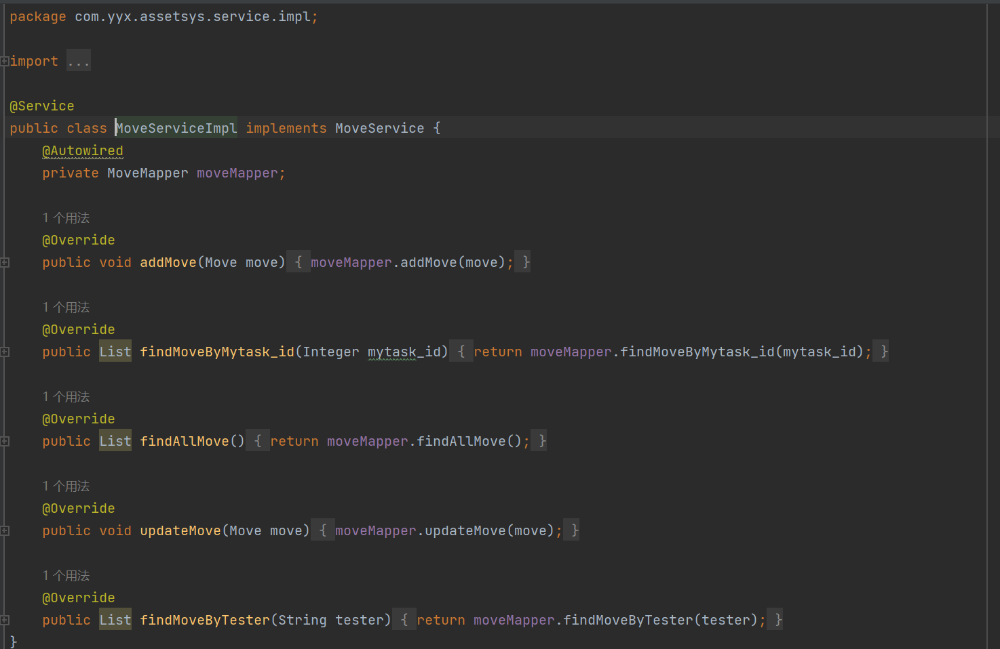 package com.yyx.assetsys.service.impl;
import ...
@Service
public class MoveServiceImpl implements MoveService {
@Autowired
private MoveMapper moveMapper;
1 个用法
@Override
public void addMove(Move move) { moveMapper.addMove(move); }
1 个用法
@Override
public List findMoveByMytask_id(Integer mytask_id) { return moveMapper.findMoveByMytask_id(mytask_id); }
1 个用法
@Override
public List findAllMove() { return moveMapper.findAllMove(); }
1 个用法
@Override
public void updateMove(Move move) { moveMapper.updateMove(move); }
1 个用法
@Override
public List findMoveByTester(String tester) { return moveMapper.findMoveByTester(tester); }
}